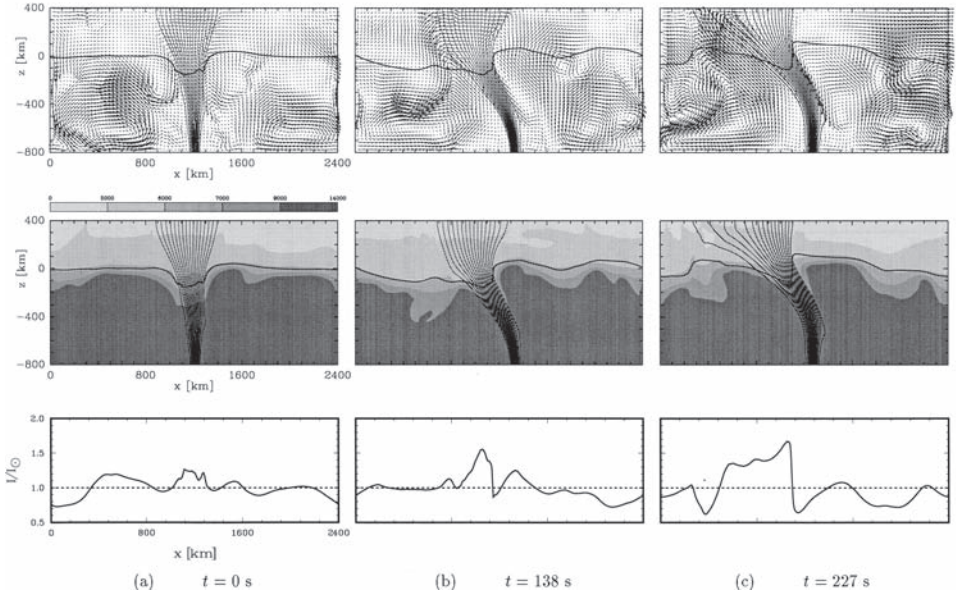 400
0
−400
−800
z [km]
0 800 1600 2400
x [km]
0 5000 6000 7000 9000 14000
400
0
−400
−800
z [km]
0 800 1600 2400
x [km]
2.0
1.5
1.0
0.5
I/I⊙
0 800 1600 2400
x [km]
(a) t = 0 s (b) t = 138 s (c) t = 227 s